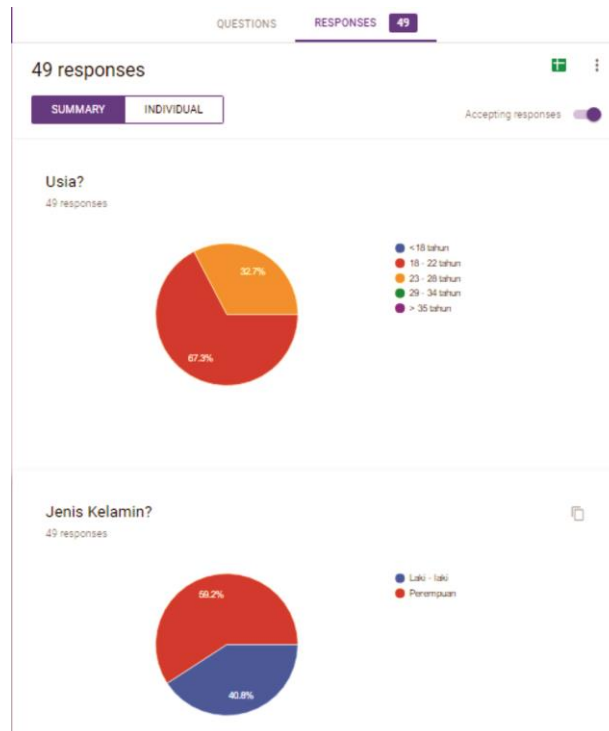 QUESTIONS RESPONSES 49
49 responses
SUMMARY INDIVIDUAL Accepting responses
Usia?
49 responses
32.7%
67.3%
<18 tahun
18 - 22 tahun
23 - 28 tahun
29 - 34 tahun
> 35 tahun
Jenis Kelamin?
49 responses
59.2%
40.8%
Laki - laki
Perempuan